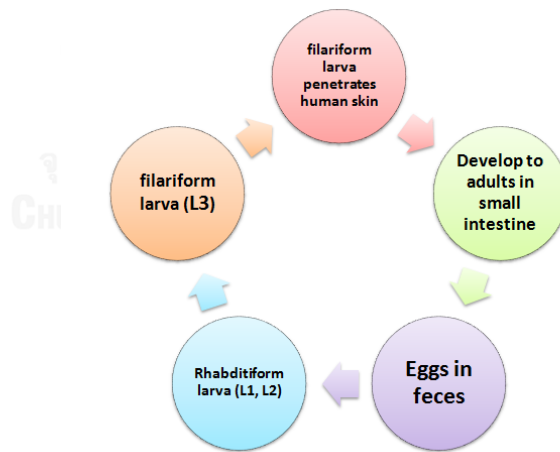 filariform
larva
penetrates
human skin
Develop to
adults in
small
intestine
Eggs in
feces
Rhabditiform
larva (L1, L2)
filariform
larva (L3)